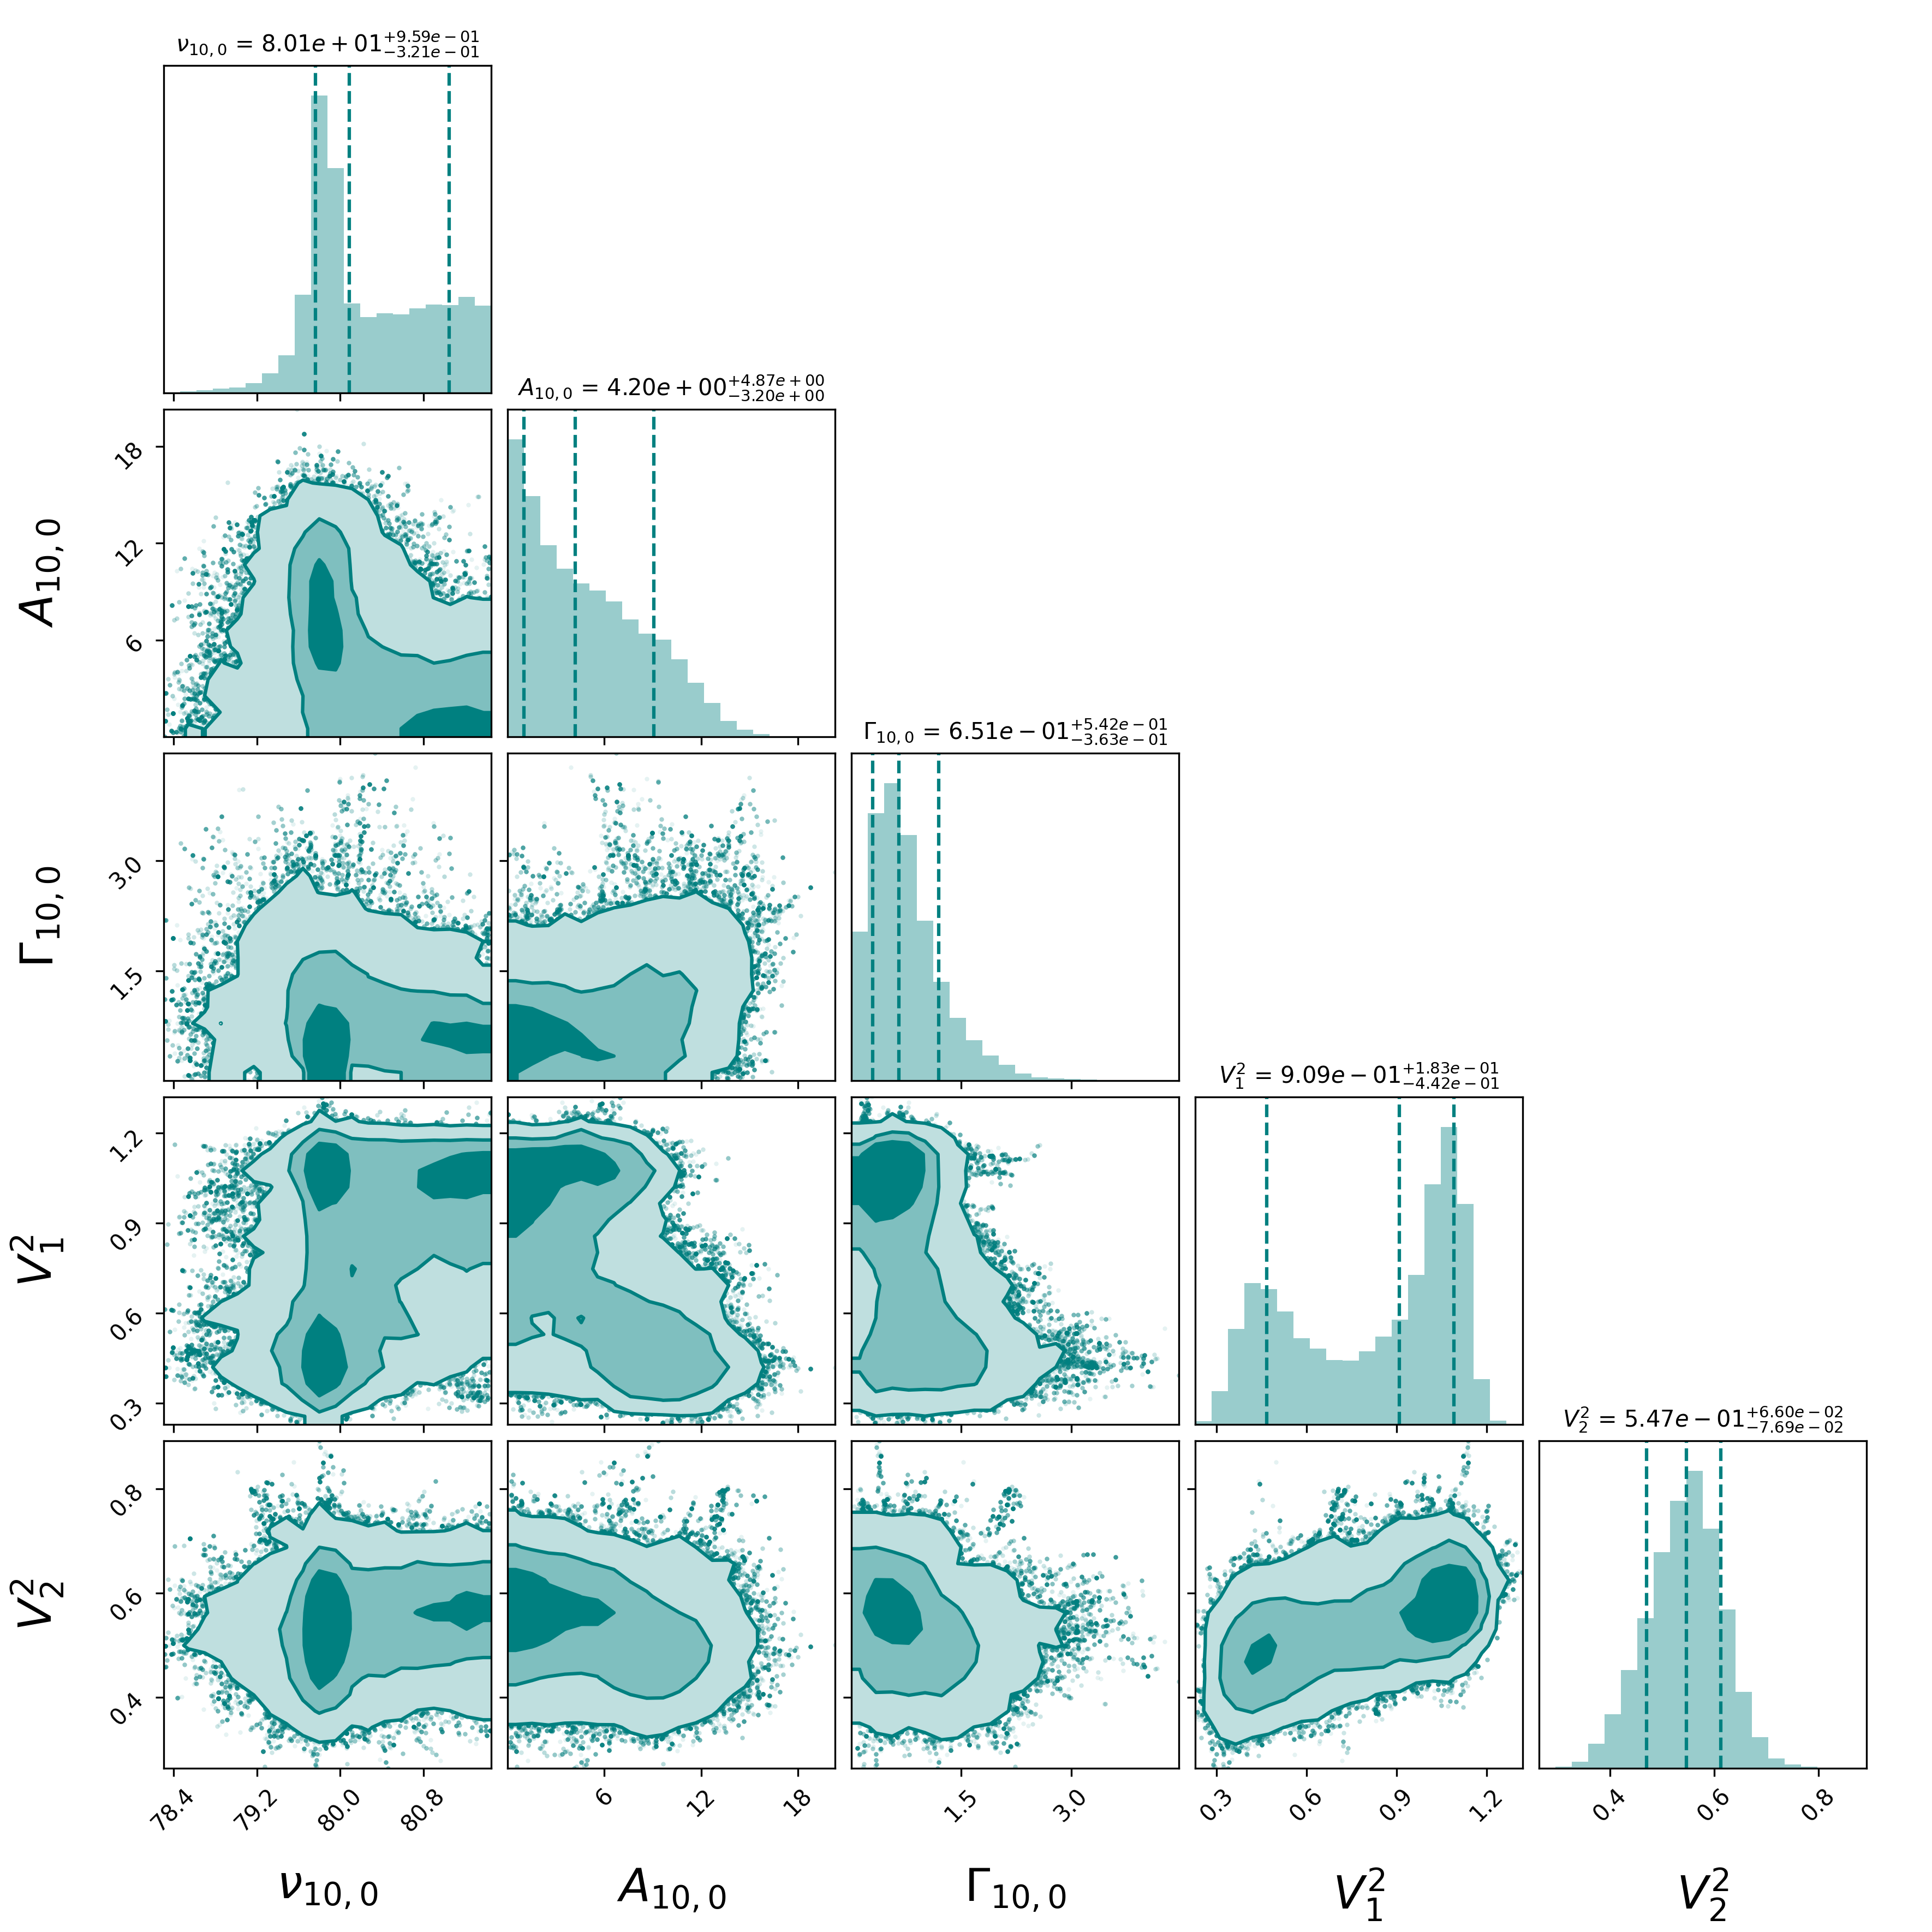 ν₁₀,₀ = 8.01e + 01 +9.59e − 01 −3.21e − 01
A₁₀,₀ = 4.20e + 00 +4.87e + 00 −3.20e + 00
18
12
6
A₁₀,₀
Γ₁₀,₀ = 6.51e − 01 +5.42e − 01 −3.63e − 01
3.0
1.5
Γ₁₀,₀
V₁² = 9.09e − 01 +1.83e − 01 −4.42e − 01
1.2
0.9
0.6
0.3
V₁²
V₂² = 5.47e − 01 +6.60e − 02 −7.69e − 02
0.8
0.6
0.4
V₂²
78.4 79.2 80.0 80.8 6 12 18 1.5 3.0 0.3 0.6 0.9 1.2 0.4 0.6 0.8
ν₁₀,₀ A₁₀,₀ Γ₁₀,₀ V₁² V₂²